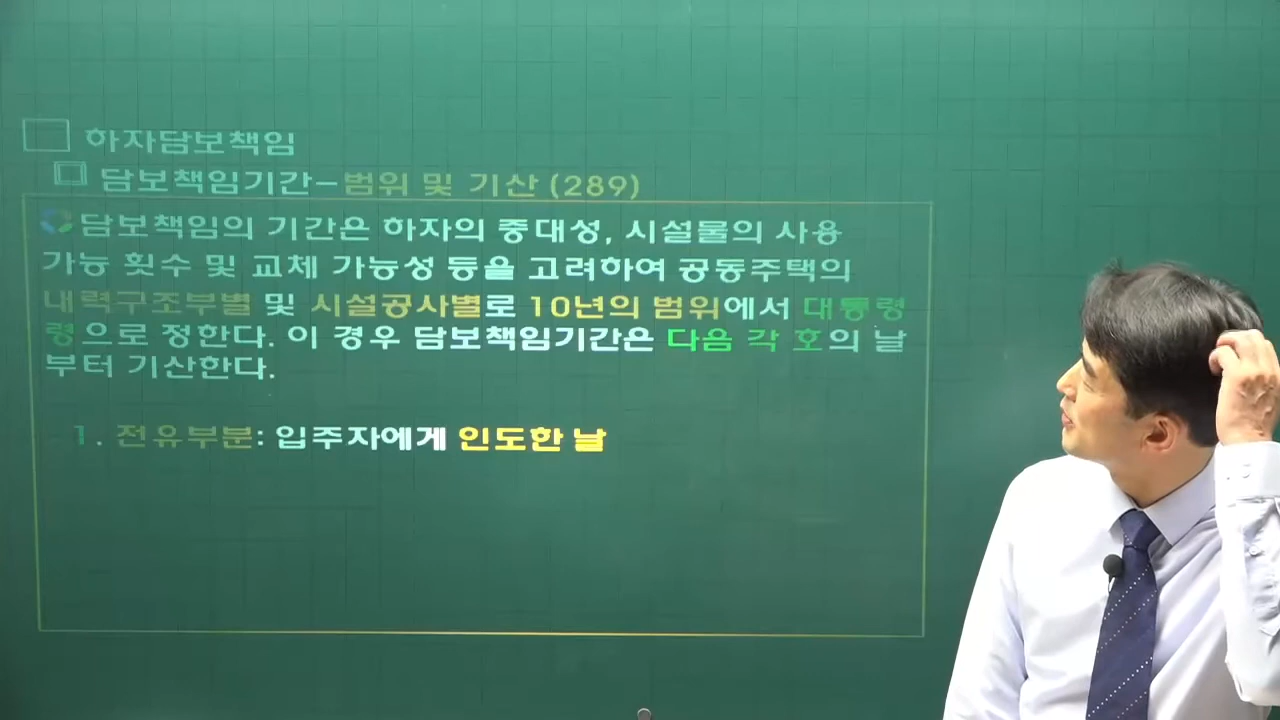 하자담보책임
담보책임기간-범위 및 기산 (289)
담보책임의 기간은 하자의 중대성, 시설물의 사용
가능 횟수 및 교체 가능성 등을 고려하여 공동주택의
내력구조부별 및 시설공사별로 10년의 범위에서 대통령
령으로 정한다. 이 경우 담보책임기간은 다음 각 호의 날
부터 기산한다.
1. 전유부분: 입주자에게 인도한 날